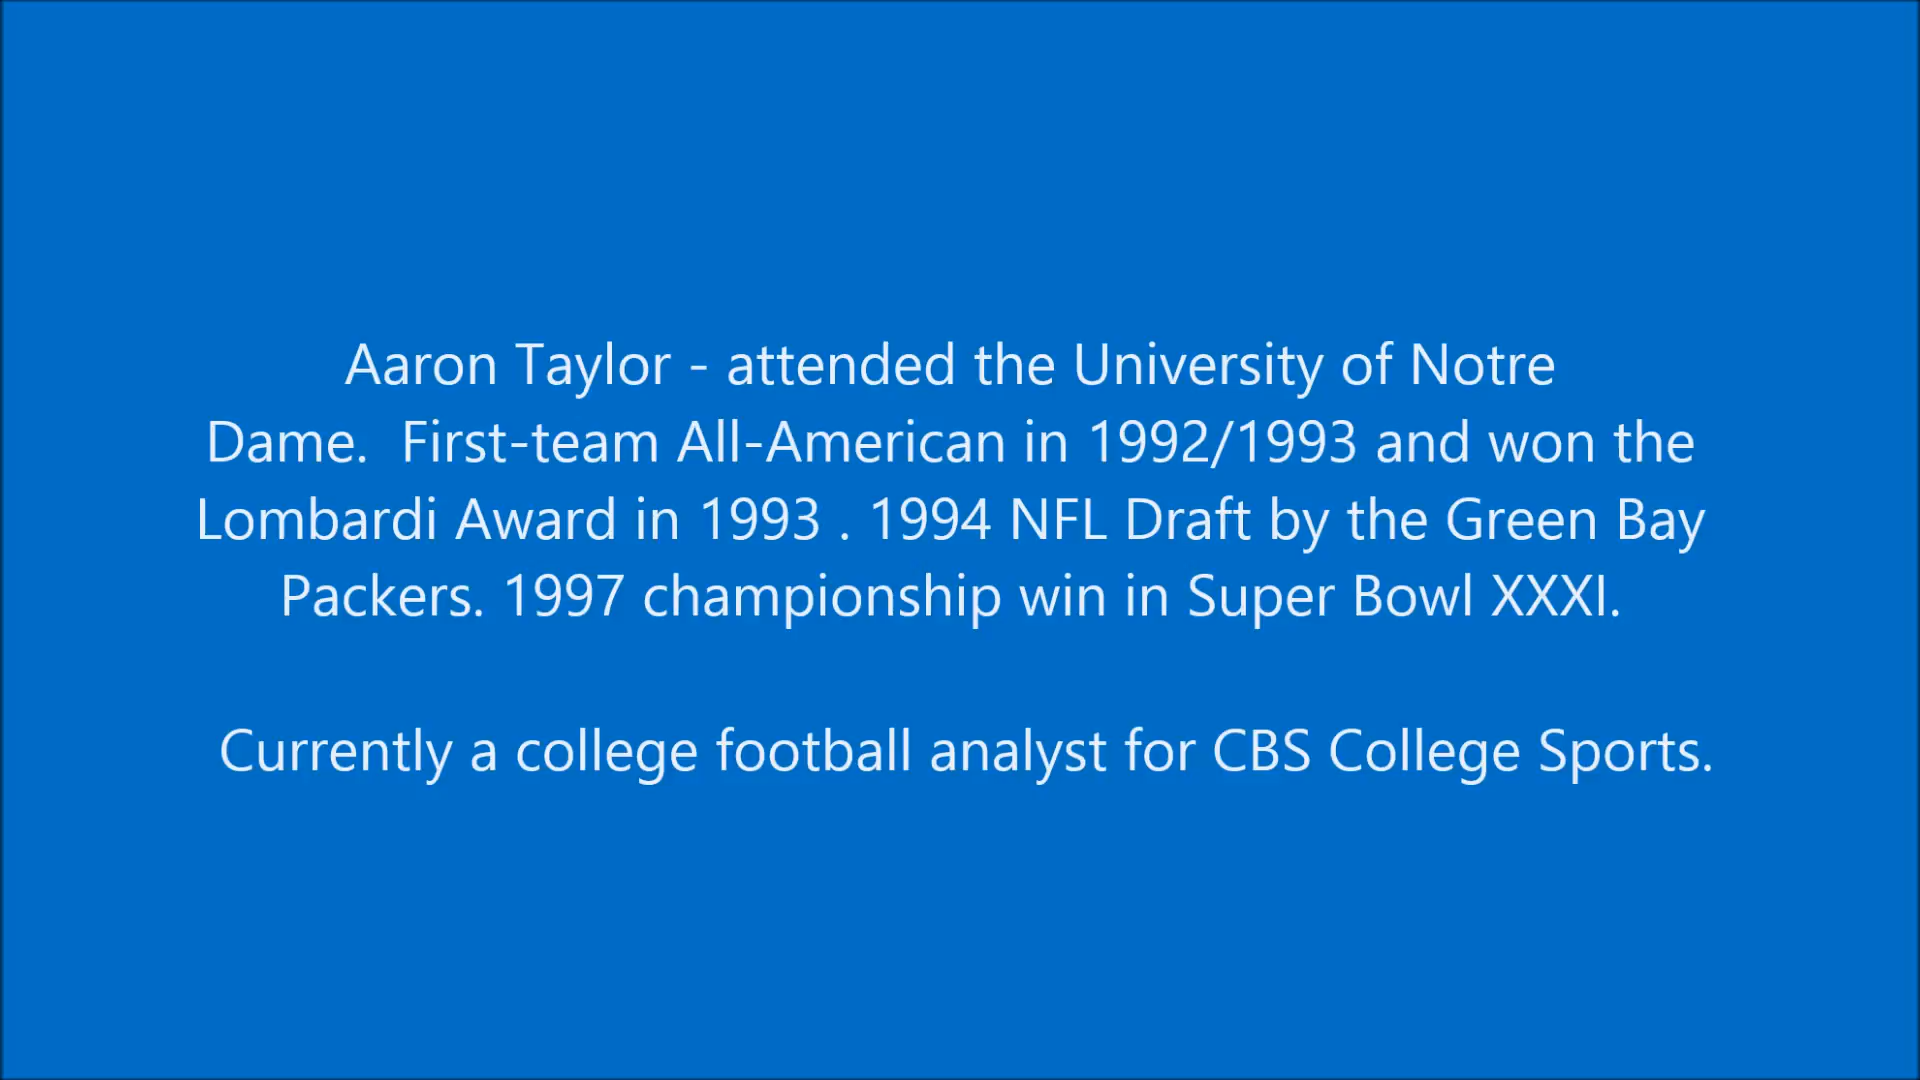 Aaron Taylor - attended the University of Notre
Dame.  First-team All-American in 1992/1993 and won the
Lombardi Award in 1993 . 1994 NFL Draft by the Green Bay
Packers. 1997 championship win in Super Bowl XXXI.
Currently a college football analyst for CBS College Sports.